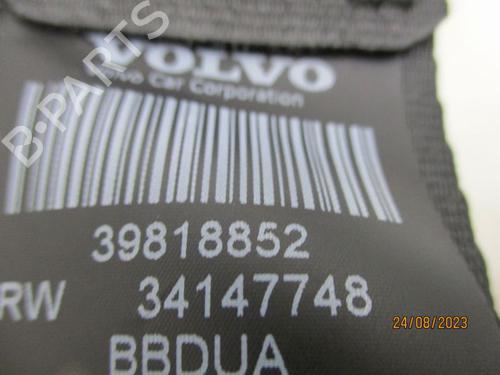 VOLVO
Volvo Car Corporation
39818852
RW 34147748
BBDUA
24/08/2023
B-PARTS